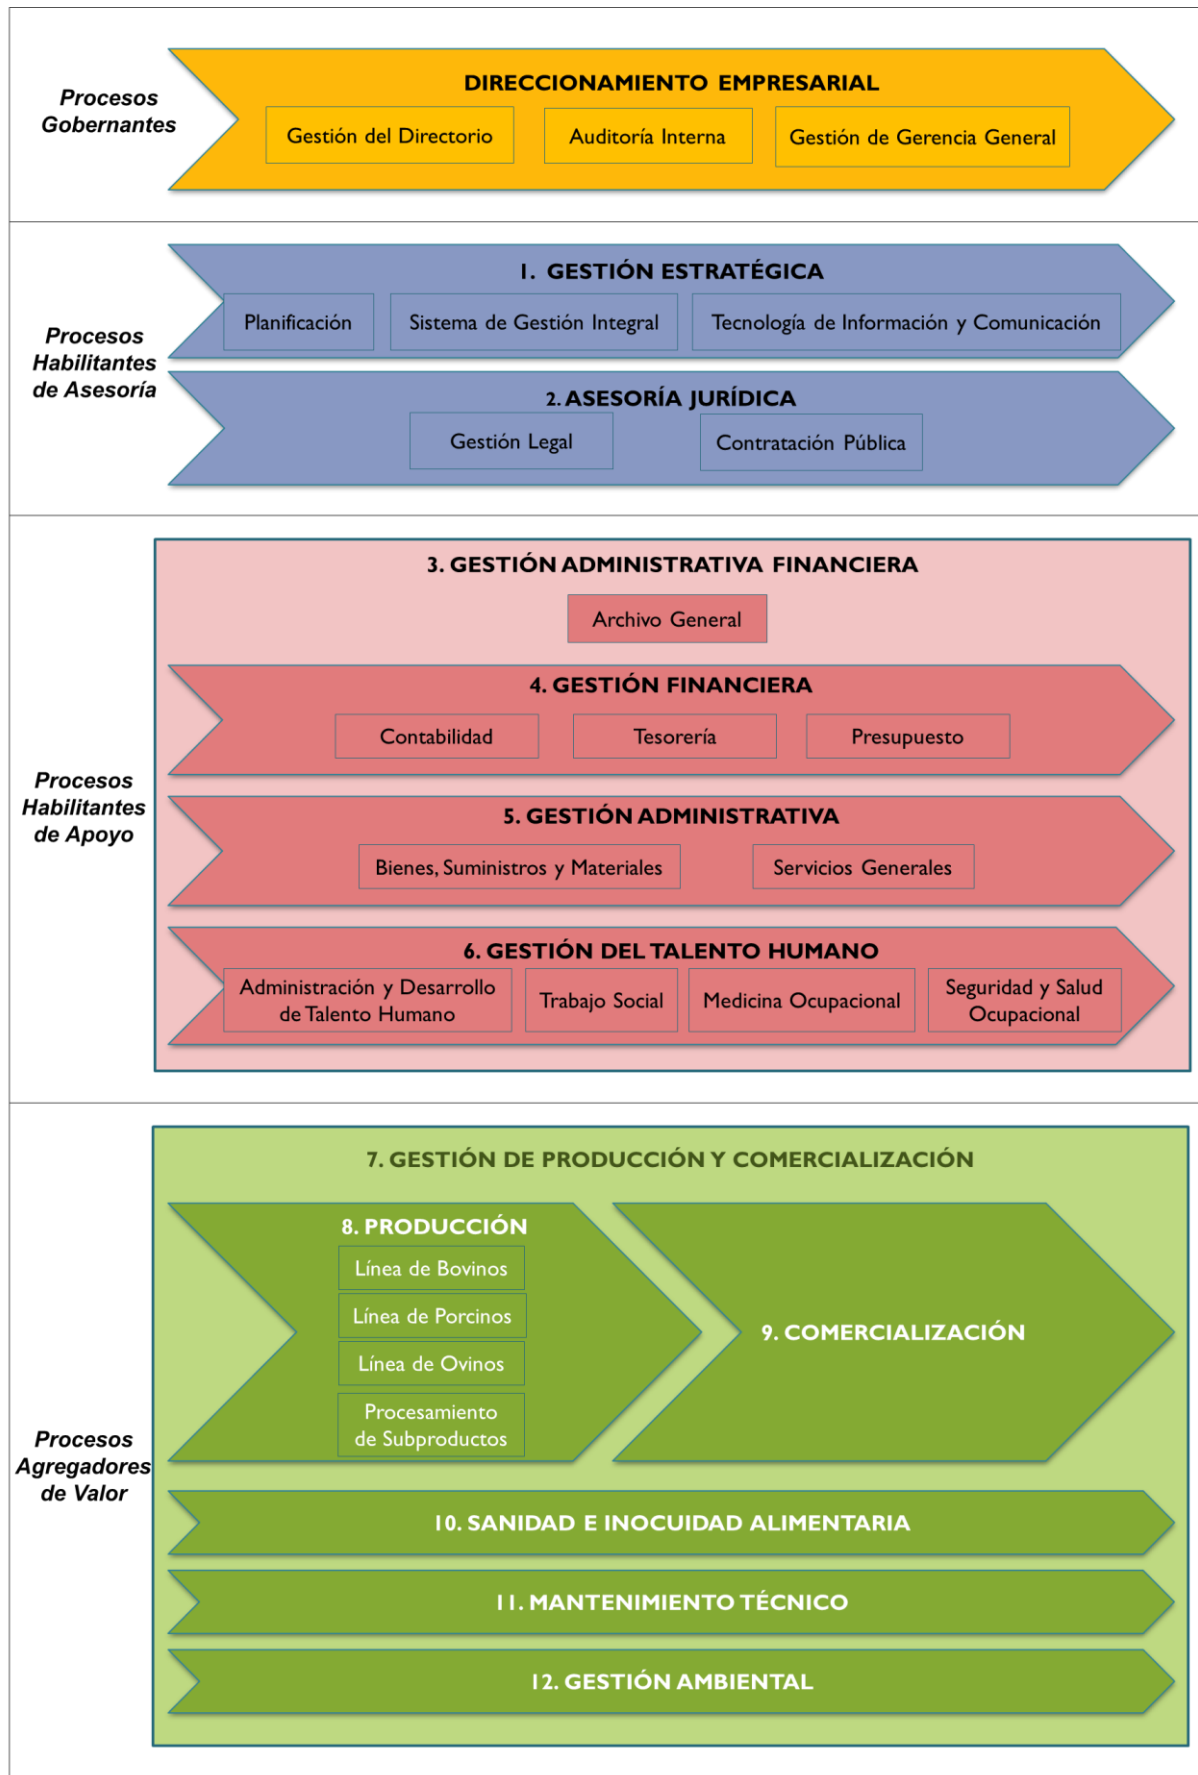 Procesos
Gobernantes
DIRECCIONAMIENTO EMPRESARIAL
Gestión del Directorio
Auditoría Interna
Gestión de Gerencia General
Procesos
Habilitantes
de Asesoría
1. GESTIÓN ESTRATÉGICA
Planificación
Sistema de Gestión Integral
Tecnología de Información y Comunicación
2. ASESORÍA JURÍDICA
Gestión Legal
Contratación Pública
Procesos
Habilitantes
de Apoyo
3. GESTIÓN ADMINISTRATIVA FINANCIERA
Archivo General
4. GESTIÓN FINANCIERA
Contabilidad
Tesorería
Presupuesto
5. GESTIÓN ADMINISTRATIVA
Bienes, Suministros y Materiales
Servicios Generales
6. GESTIÓN DEL TALENTO HUMANO
Administración y Desarrollo
de Talento Humano
Trabajo Social
Medicina Ocupacional
Seguridad y Salud
Ocupacional
Procesos
Agregadores
de Valor
7. GESTIÓN DE PRODUCCIÓN Y COMERCIALIZACIÓN
8. PRODUCCIÓN
Línea de Bovinos
Línea de Porcinos
Línea de Ovinos
Procesamiento
de Subproductos
9. COMERCIALIZACIÓN
10. SANIDAD E INOCUIDAD ALIMENTARIA
11. MANTENIMIENTO TÉCNICO
12. GESTIÓN AMBIENTAL